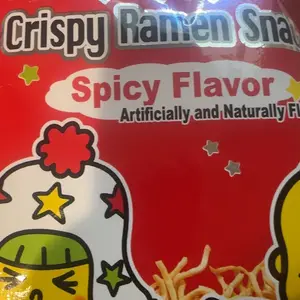 Crispy Ramen Sna
Spicy Flavor
Artificially and Naturally Fl